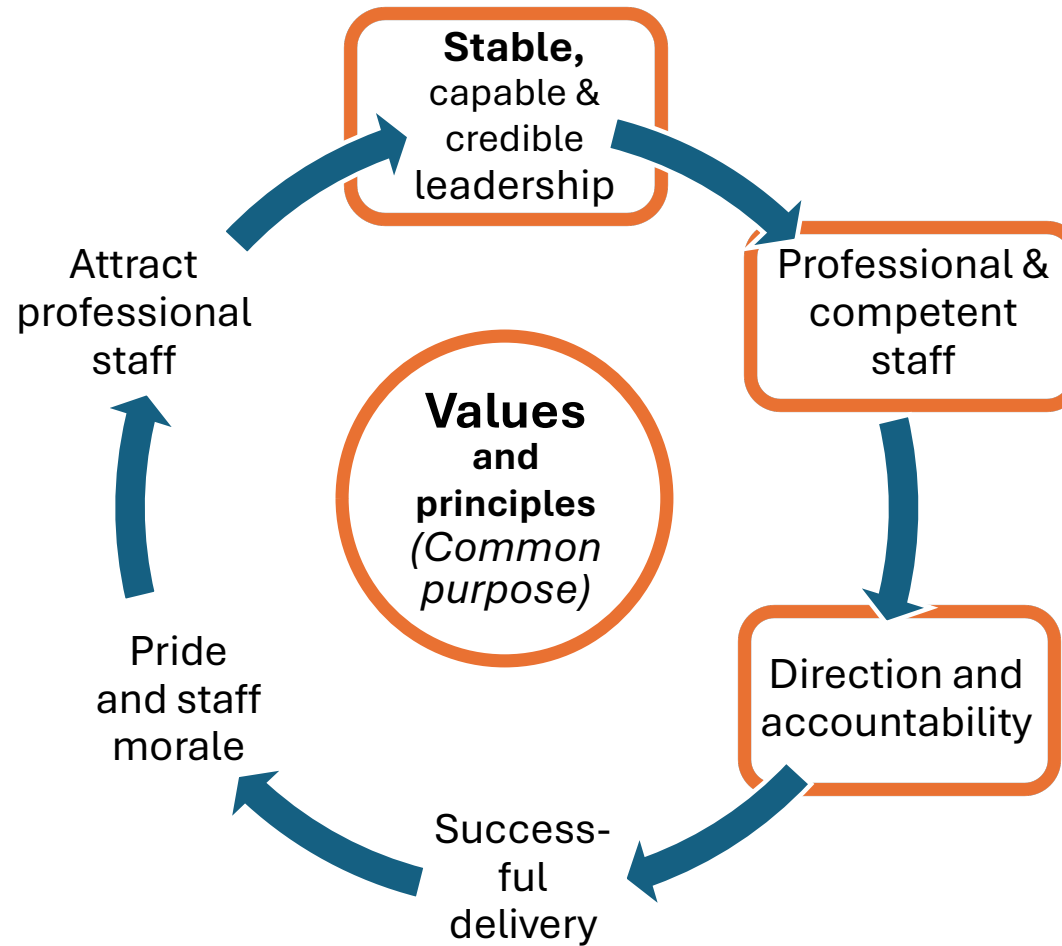 Stable,
capable &
credible
leadership
Professional &
competent
staff
Direction and
accountability
Success-
ful
delivery
Pride
and staff
morale
Attract
professional
staff
Values
and
principles
(Common
purpose)